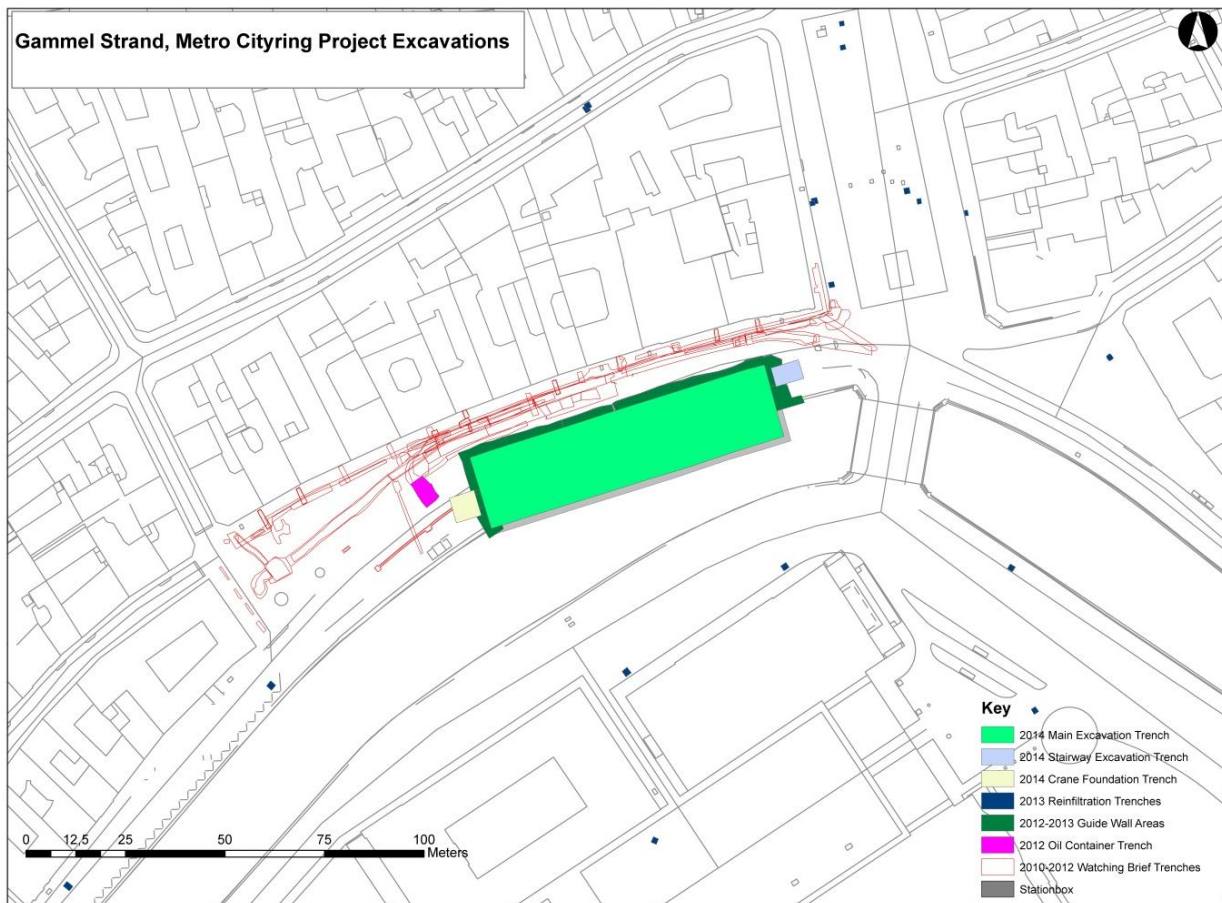 Gammel Strand, Metro Cityring Project Excavations
Key
2014 Main Excavation Trench
2014 Stairway Excavation Trench
2014 Crane Foundation Trench
2013 Reinfiltration Trenches
2012-2013 Guide Wall Areas
2012 Oil Container Trench
2010-2012 Watching Brief Trenches
Stationbox
0 12,5 25 50 75 100
Meters